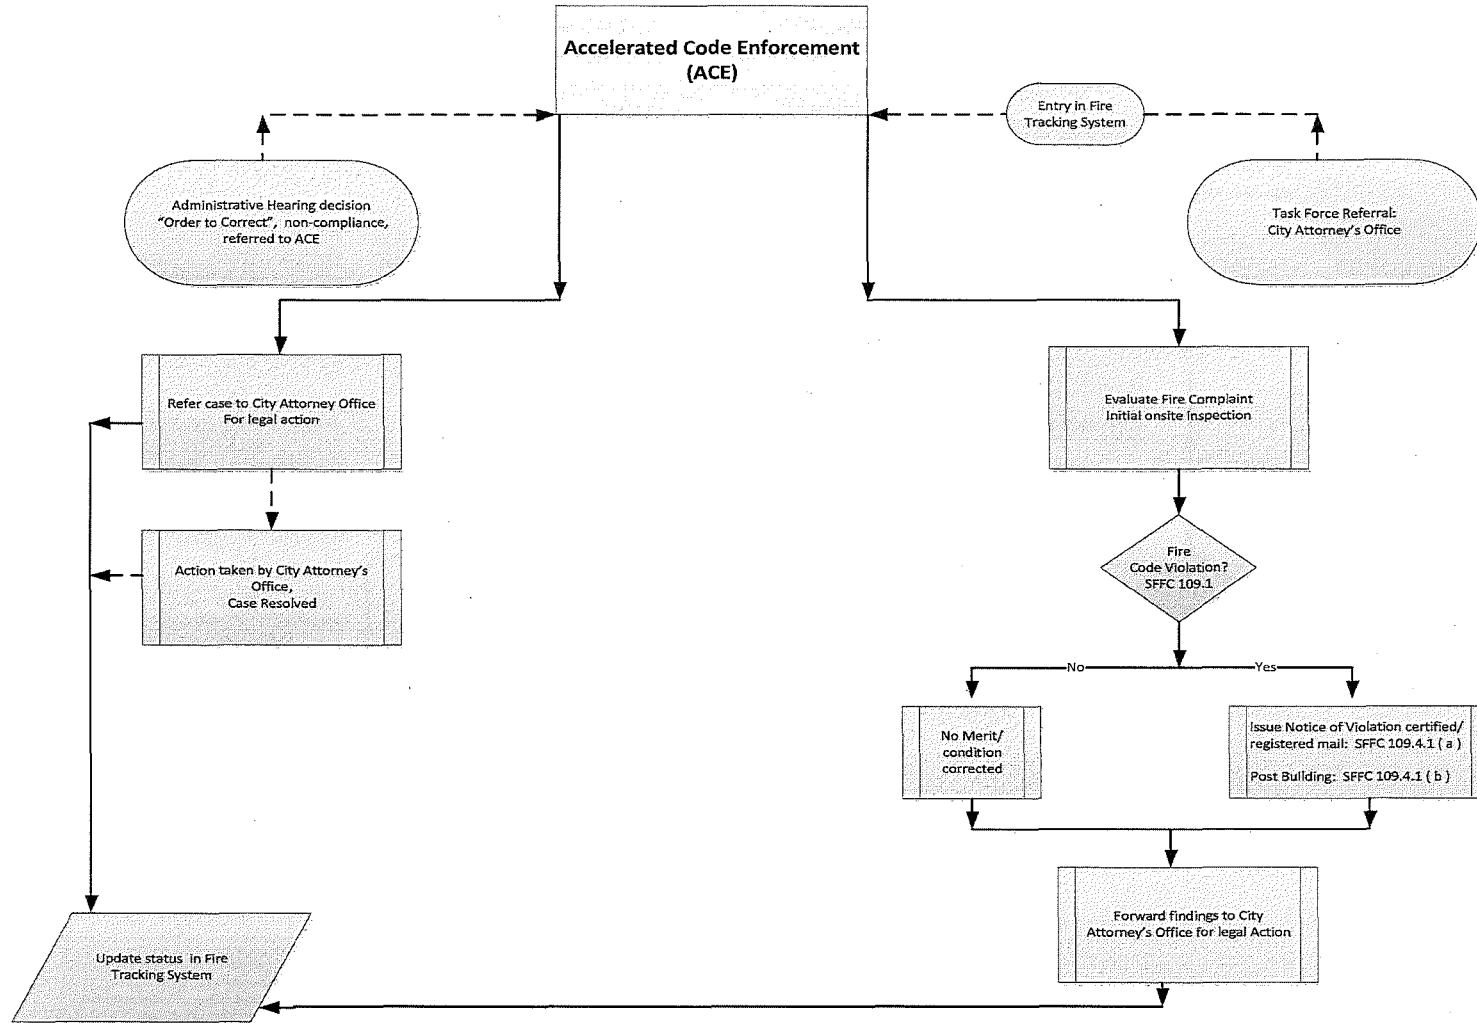 Accelerated Code Enforcement
(ACE)
Entry in Fire
Tracking System
Administrative Hearing decision
"Order to Correct", non-compliance,
referred to ACE
Task Force Referral:
City Attorney's Office
Refer case to City Attorney Office
For legal action
Evaluate Fire Complaint
Initial onsite Inspection
Action taken by City Attorney's
Office,
Case Resolved
Fire
Code Violation?
SFFC 109.1
No
Yes
No Merit/
condition
corrected
Issue Notice of Violation certified/
registered mail: SFFC 109.4.1 ( a )
Post Building: SFFC 109.4.1 ( b )
Forward findings to City
Attorney's Office for legal Action
Update status in Fire
Tracking System